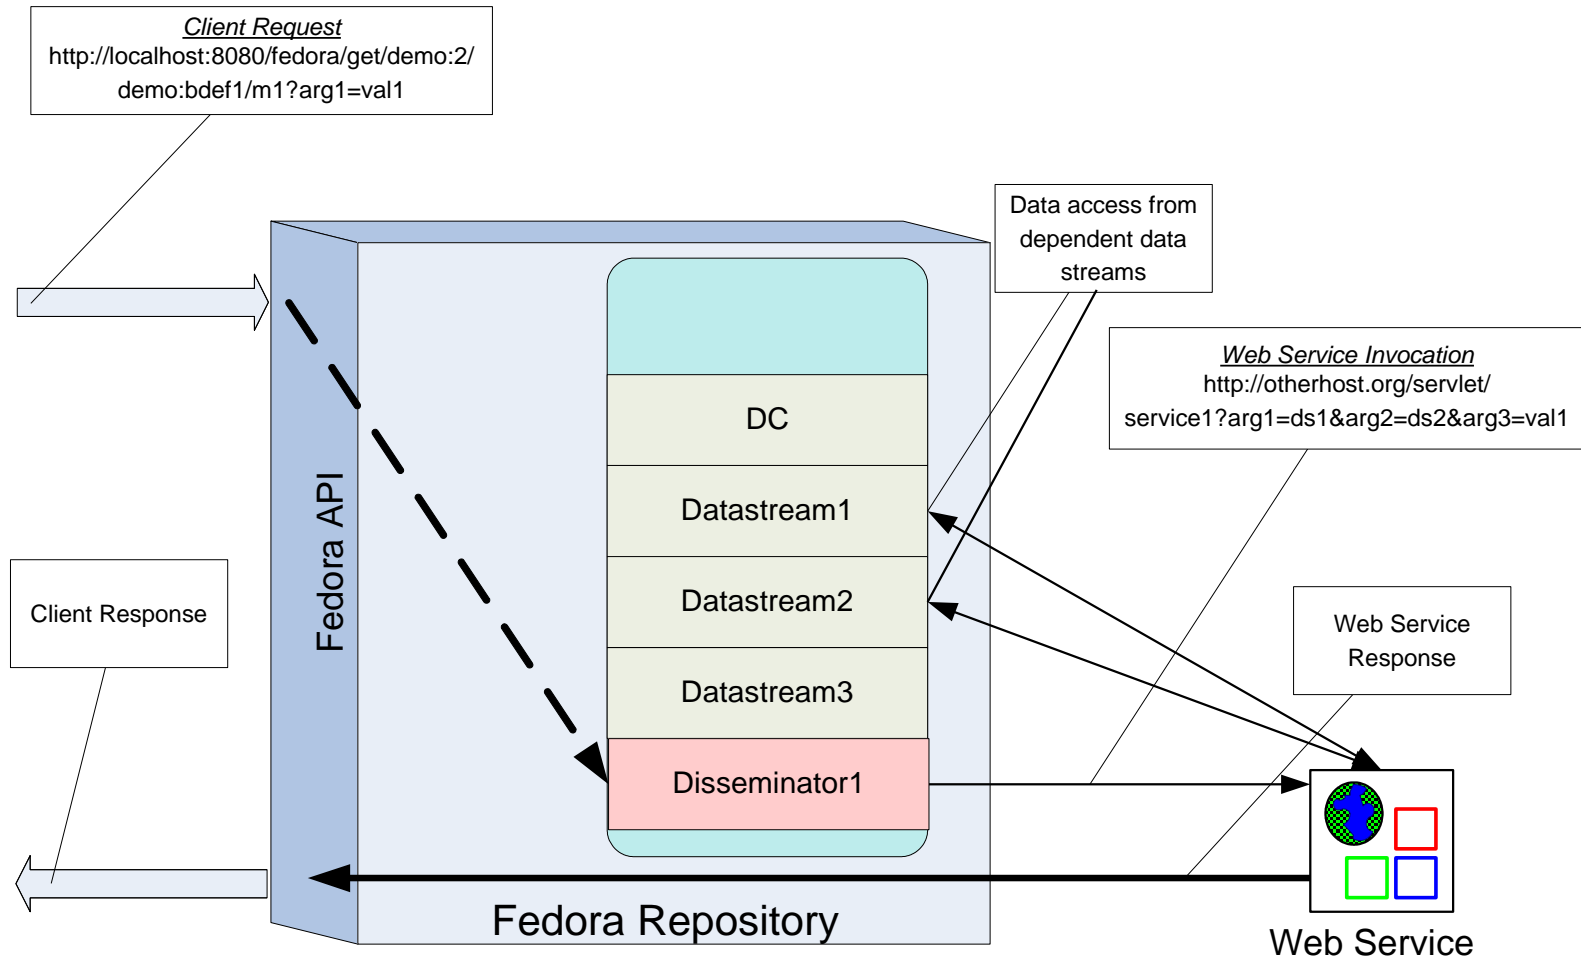 Client Request
http://localhost:8080/fedora/get/demo:2/
demo:bdef1/m1?arg1=val1
Data access from
dependent data
streams
Web Service Invocation
http://otherhost.org/servlet/
service1?arg1=ds1&arg2=ds2&arg3=val1
DC
Datastream1
Datastream2
Datastream3
Disseminator1
Fedora API
Client Response
Web Service
Response
Fedora Repository
Web Service